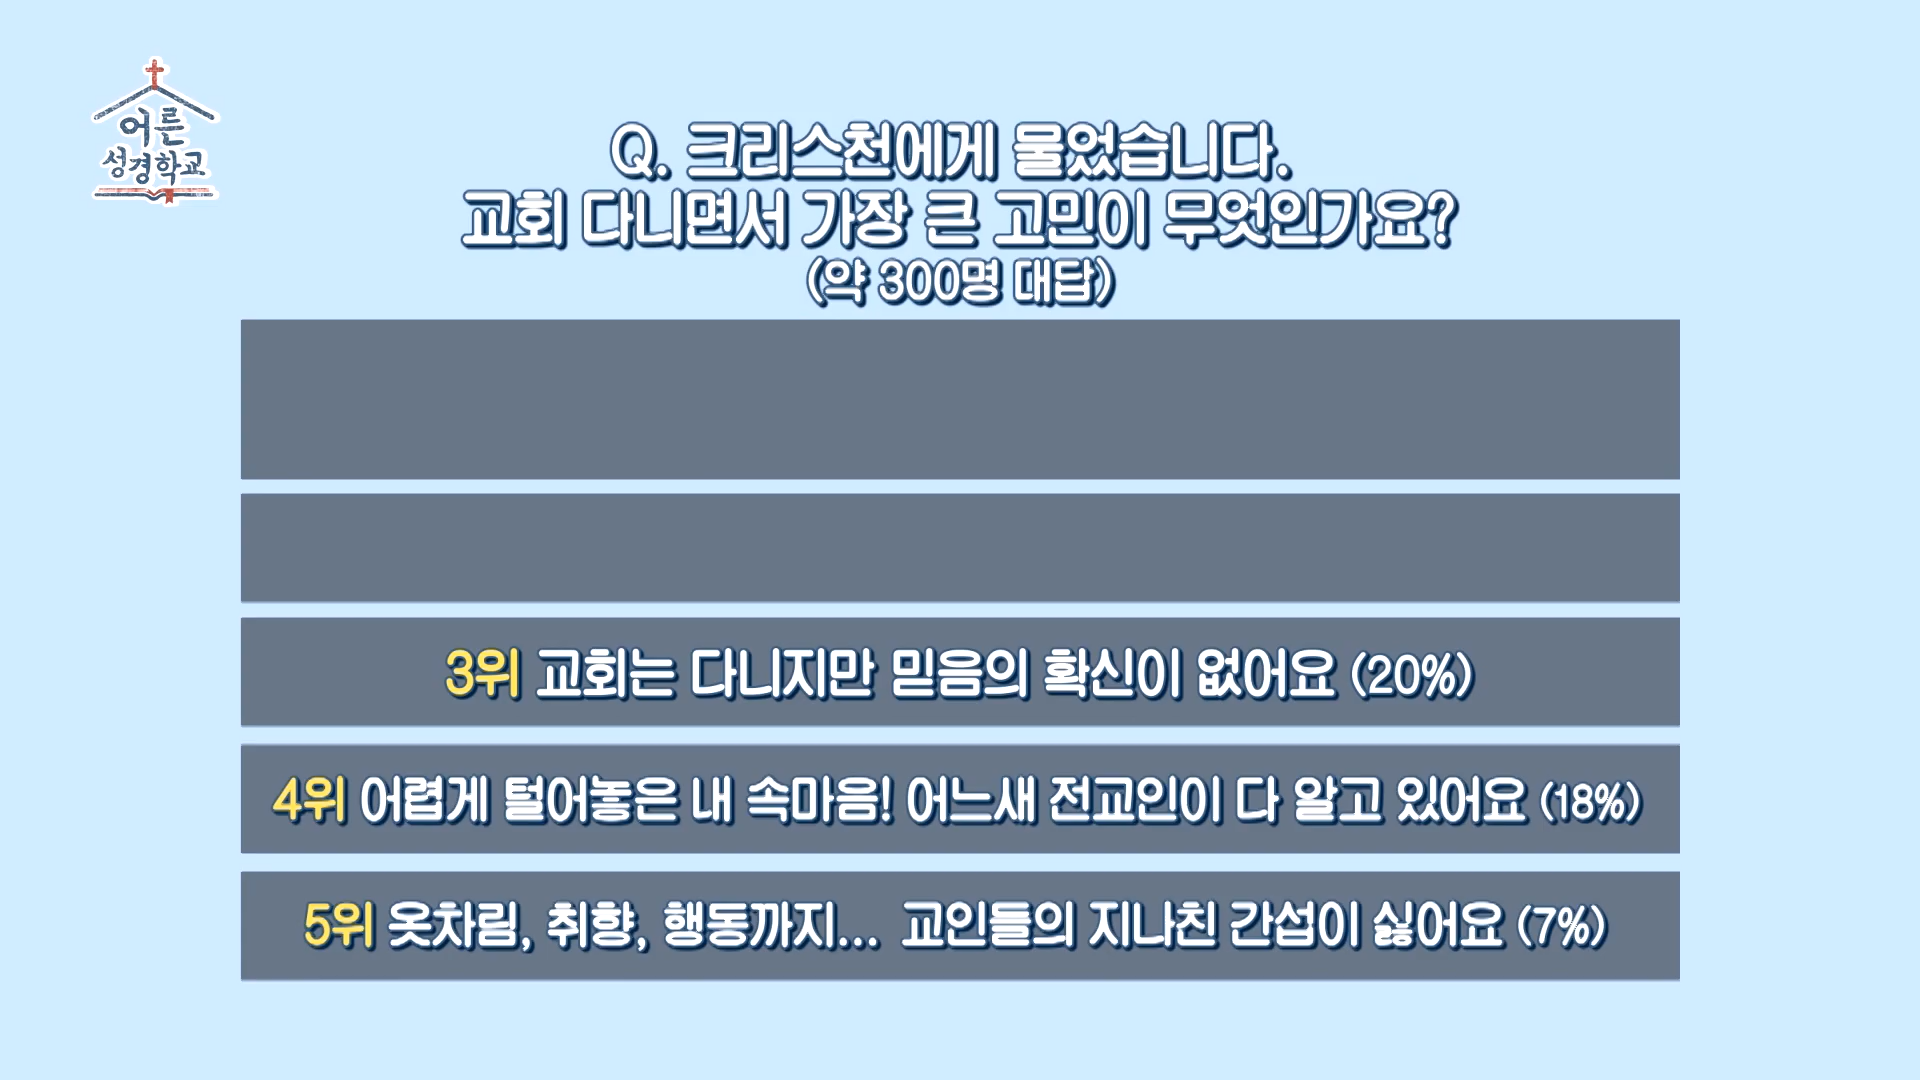 어른
성경학교
Q. 크리스천에게 물었습니다.
교회 다니면서 가장 큰 고민이 무엇인가요?
(약 300명 대답)
3위 교회는 다니지만 믿음의 확신이 없어요 (20%)
4위 어렵게 털어놓은 내 속마음! 어느새 전교인이 다 알고 있어요 (18%)
5위 옷차림, 취향, 행동까지... 교인들의 지나친 간섭이 싫어요 (7%)